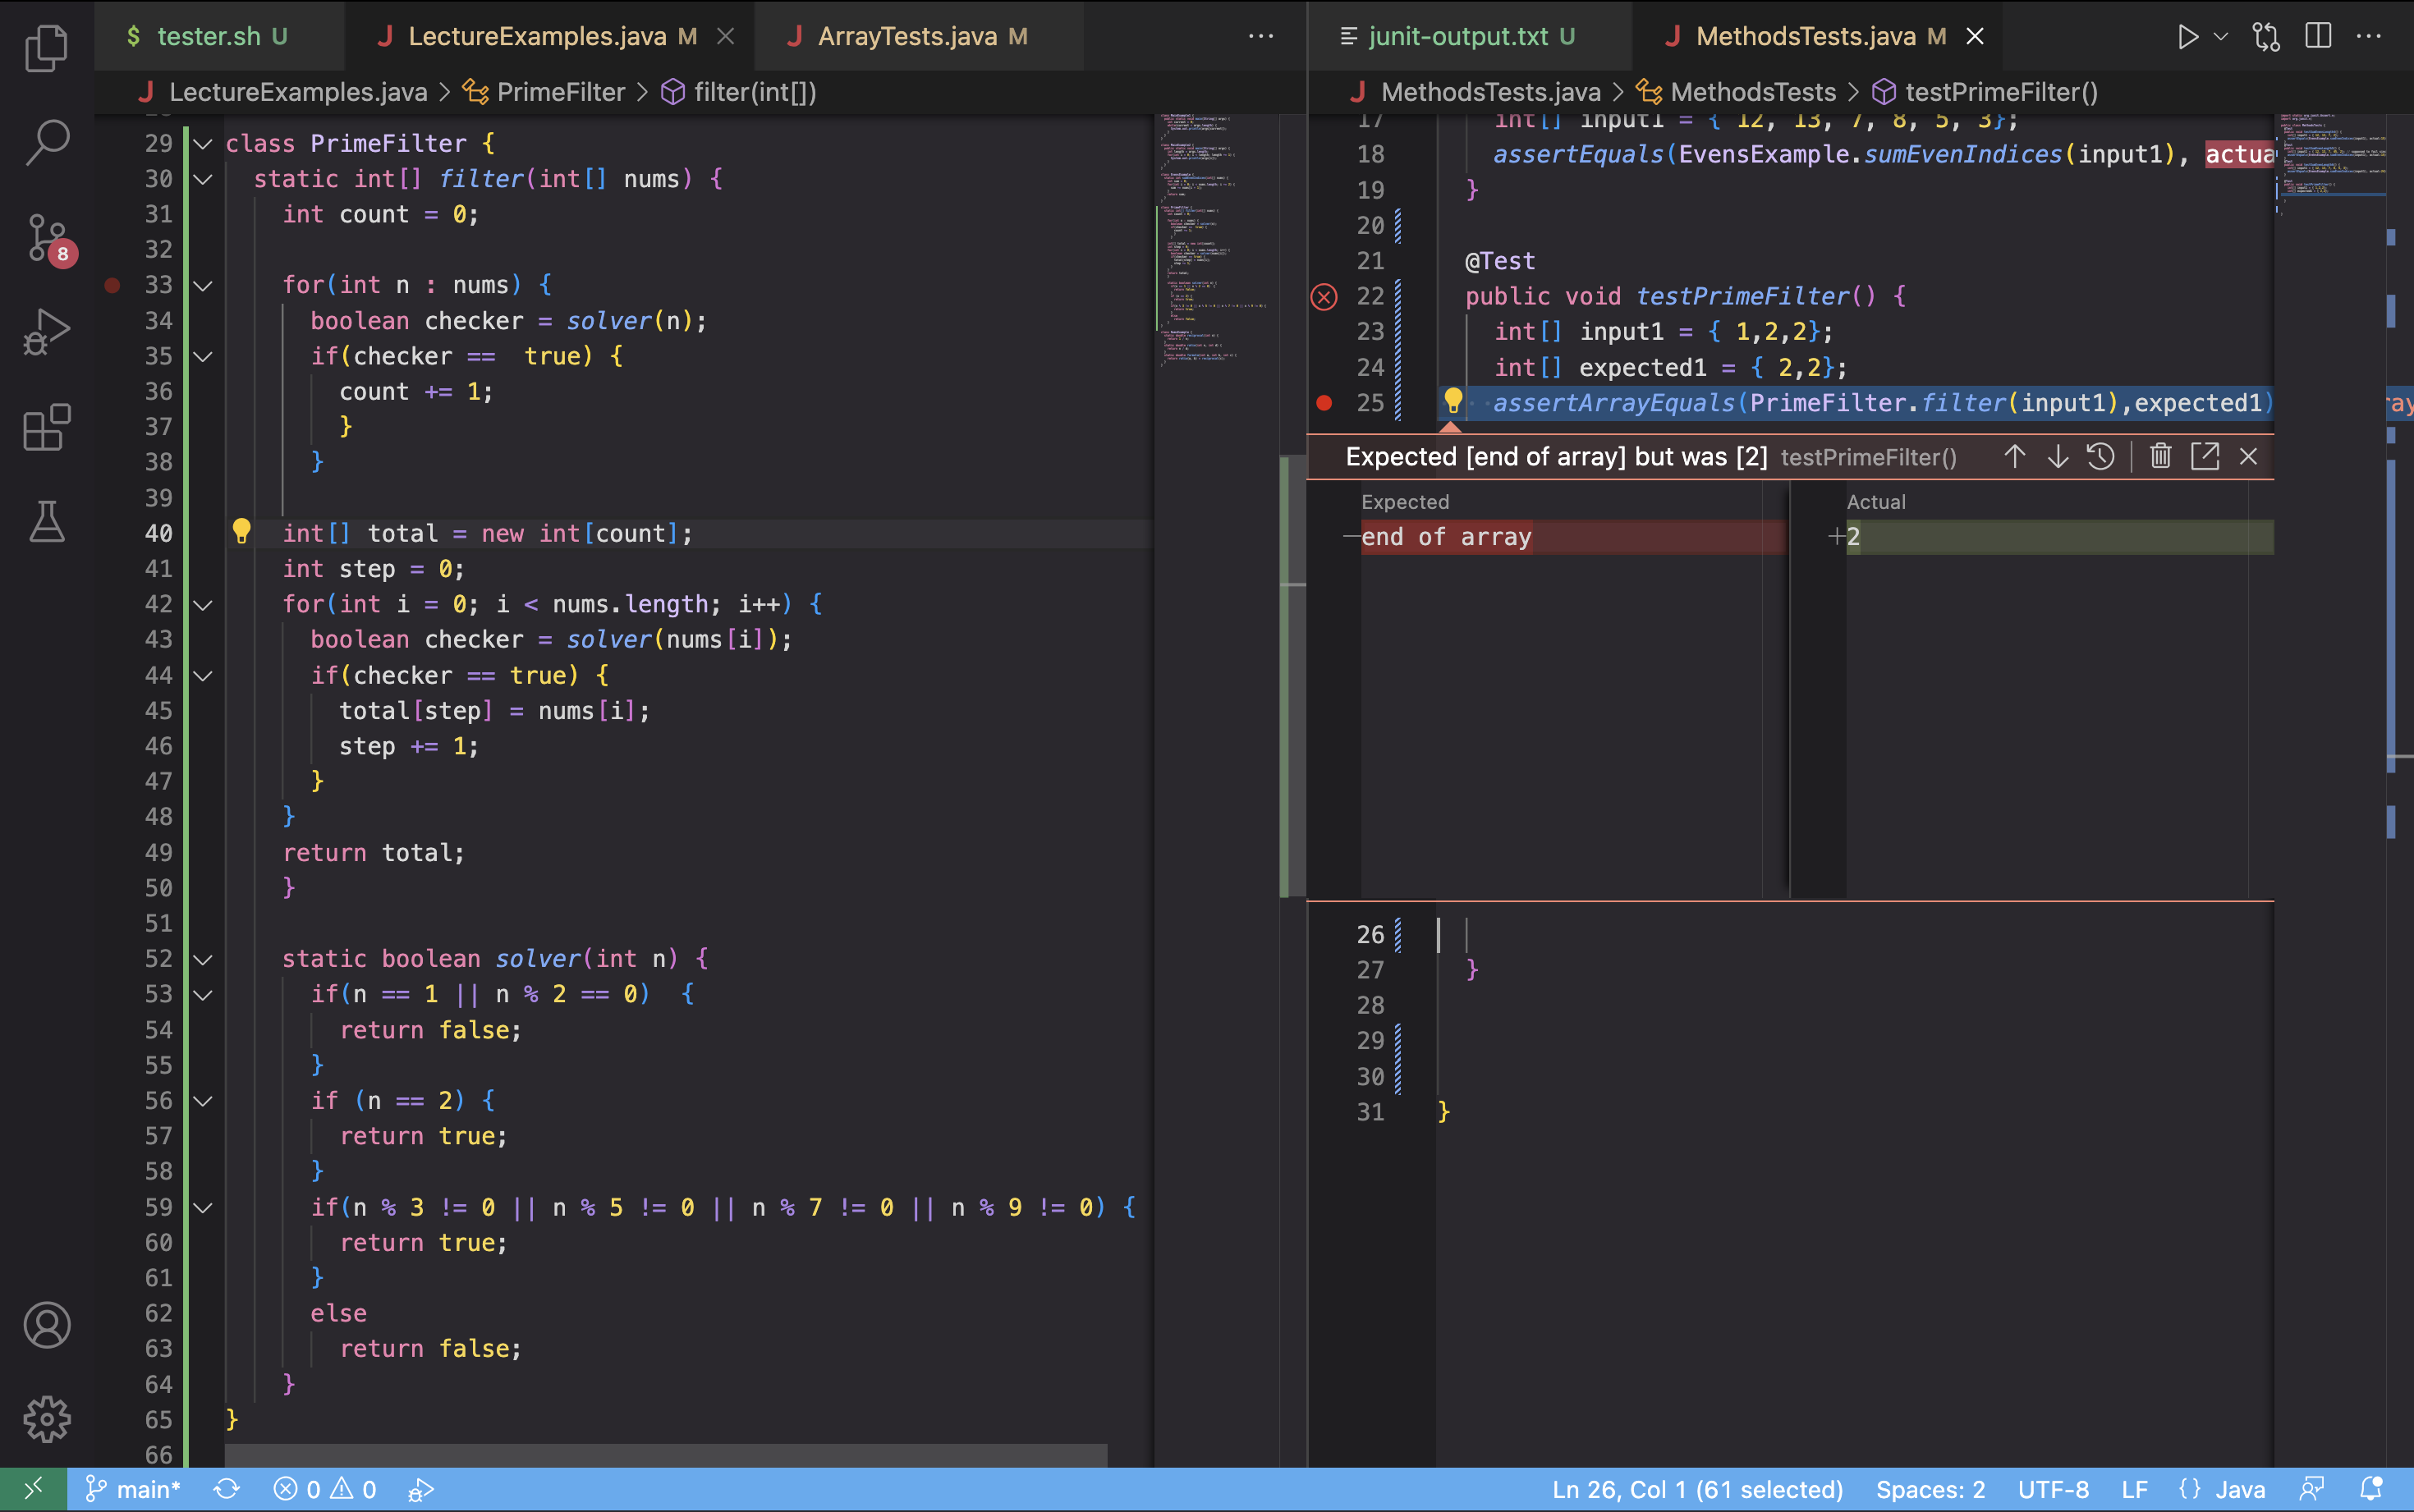 $ tester.sh U
LectureExamples.java M
ArrayTests.java M
LectureExamples.java > PrimeFilter > filter(int[])
29 class PrimeFilter {
30 static int[] filter(int[] nums) {
31 int count = 0;
32
33 for(int n : nums) {
34 boolean checker = solver(n);
35 if(checker ==  true) {
36 count += 1;
37 }
38 }
39
40 int[] total = new int[count];
41 int step = 0;
42 for(int i = 0; i < nums.length; i++) {
43 boolean checker = solver(nums[i]);
44 if(checker == true) {
45 total[step] = nums[i];
46 step += 1;
47 }
48 }
49 return total;
50 }
51
52 static boolean solver(int n) {
53 if(n == 1 || n % 2 == 0)  {
54 return false;
55 }
56 if (n == 2) {
57 return true;
58 }
59 if(n % 3 != 0 || n % 5 != 0 || n % 7 != 0 || n % 9 != 0) {
60 return true;
61 }
62 else
63 return false;
64 }
65 }
66
8
junit-output.txt U
MethodsTests.java M
MethodsTests.java > MethodsTests > testPrimeFilter()
17 int[] input1 = { 12, 13, 7, 8, 5, 3};
18 assertEquals(EvensExample.sumEvenIndices(input1), actua
19 }
20
21 @Test
22 public void testPrimeFilter() {
23 int[] input1 = { 1,2,2};
24 int[] expected1 = { 2,2};
25 assertArrayEquals(PrimeFilter.filter(input1),expected1)
Expected [end of array] but was [2] testPrimeFilter()
Expected
Actual
end of array
+2
26
27 }
28
29
30
31 }
main*
0 0
Ln 26, Col 1 (61 selected)
Spaces: 2
UTF-8
LF
{} Java